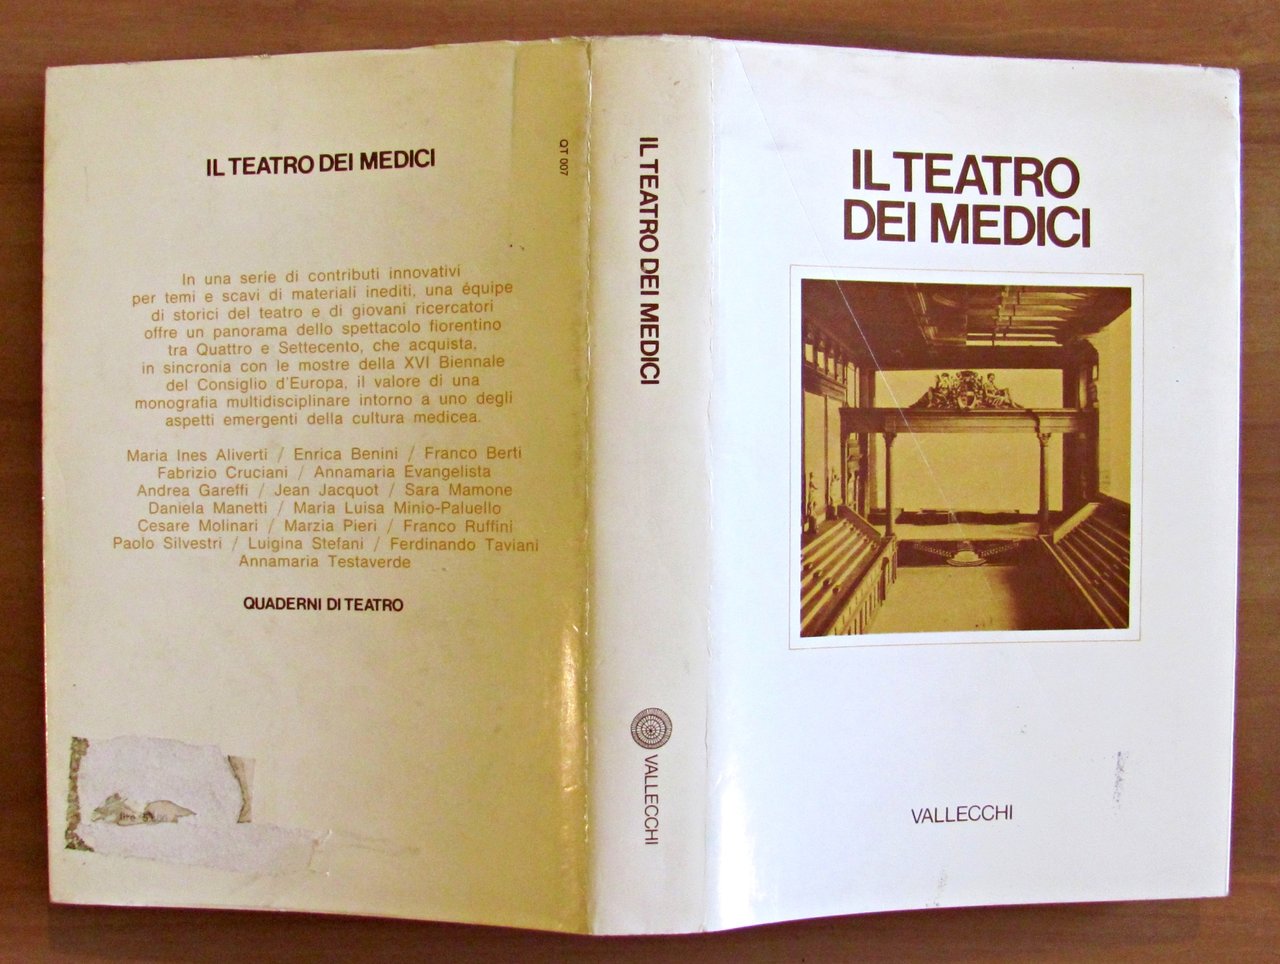 IL TEATRO DEI MEDICI
In una serie di contributi innovativi
per temi e scavi di materiali inediti, una équipe
di storici del teatro e di giovani ricercatori
offre un panorama dello spettacolo fiorentino
tra Quattro e Settecento, che acquista,
in sincronia con le mostre della XVI Biennale
del Consiglio d'Europa, il valore di una
monografia multidisciplinare intorno a uno degli
aspetti emergenti della cultura medicea.
Maria Ines Aliverti / Enrica Benini / Franco Berti
Fabrizio Cruciani / Annamaria Evangelista
Andrea Gareffi / Jean Jacquot / Sara Mamone
Daniela Manetti / Maria Luisa Minio-Paluello
Cesare Molinari / Marzia Pieri / Franco Ruffini
Paolo Silvestri / Luigina Stefani / Ferdinando Taviani
Annamaria Testaverde
QUADERNI DI TEATRO
QT 007
IL TEATRO DEI MEDICI
VALLECCHI
IL TEATRO
DEI MEDICI
VALLECCHI